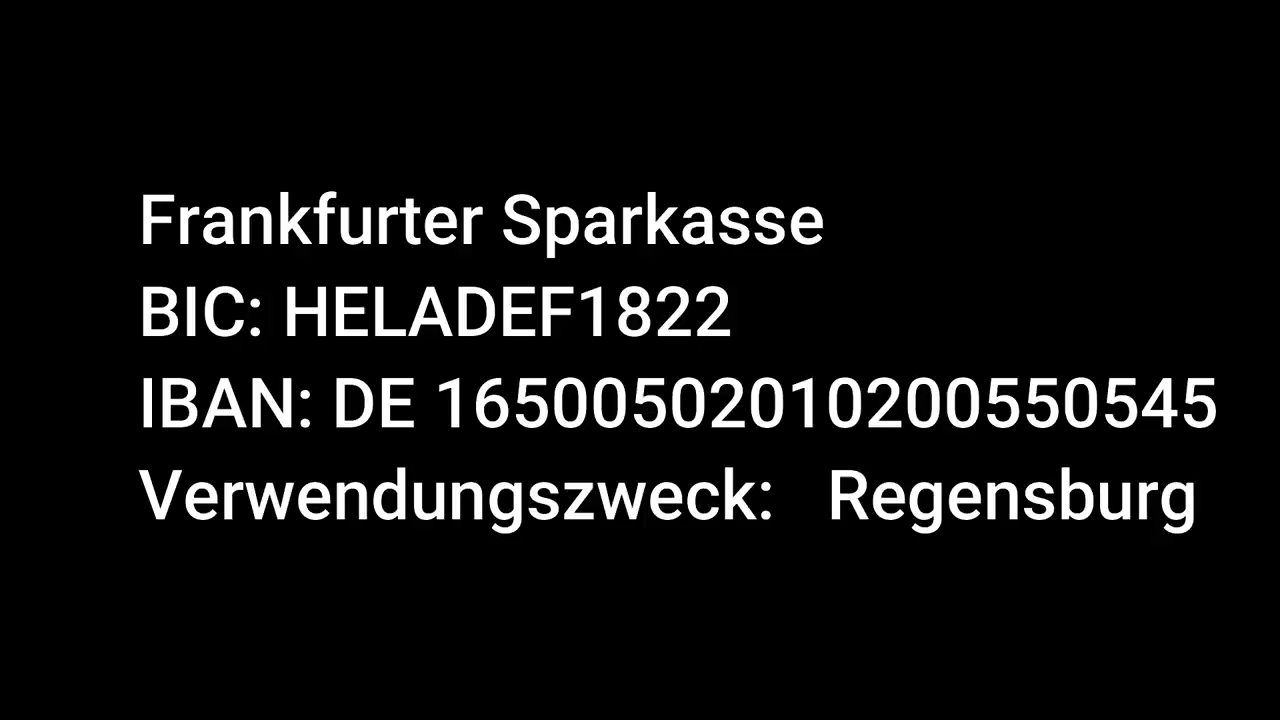 Frankfurter Sparkasse
BIC: HELADEF1822
IBAN: DE 16500502010200550545
Verwendungszweck: Regensburg